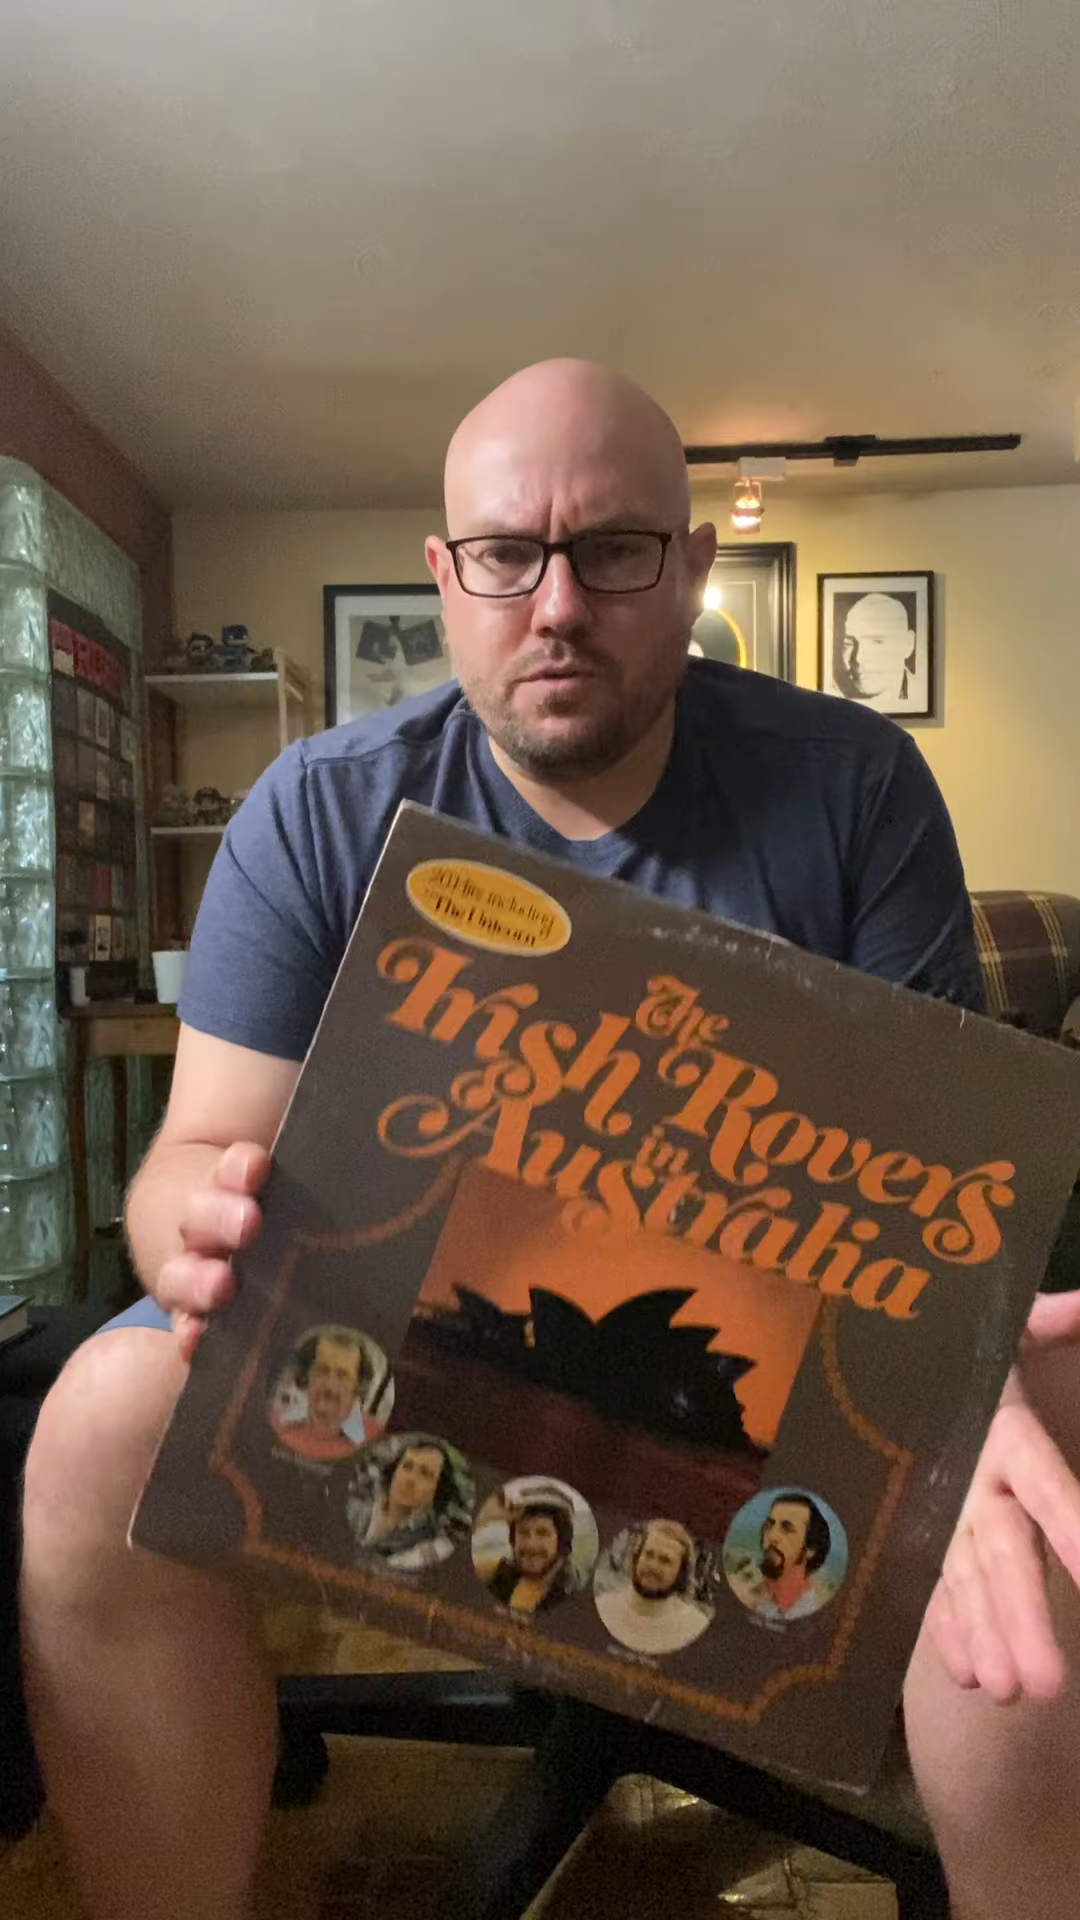 20 Hits including
"The Unicorn"
The
Irish Rovers
in
Australia